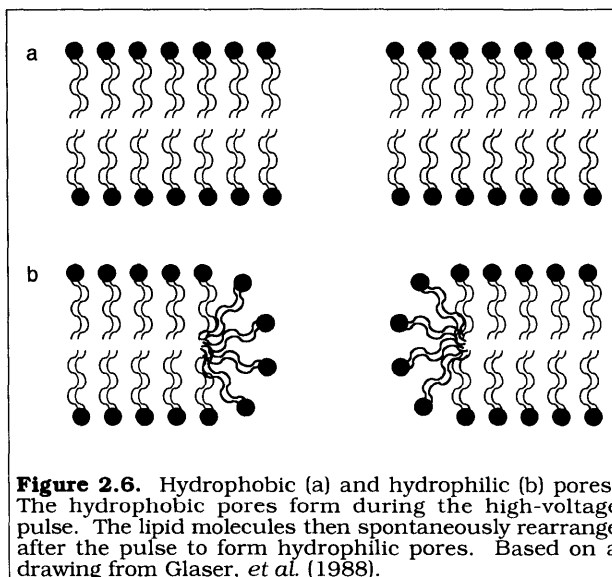 a
b
Figure 2.6. Hydrophobic (a) and hydrophilic (b) pores
The hydrophobic pores form during the high-voltage
pulse. The lipid molecules then spontaneously rearrange
after the pulse to form hydrophilic pores. Based on a
drawing from Glaser, et al. (1988).